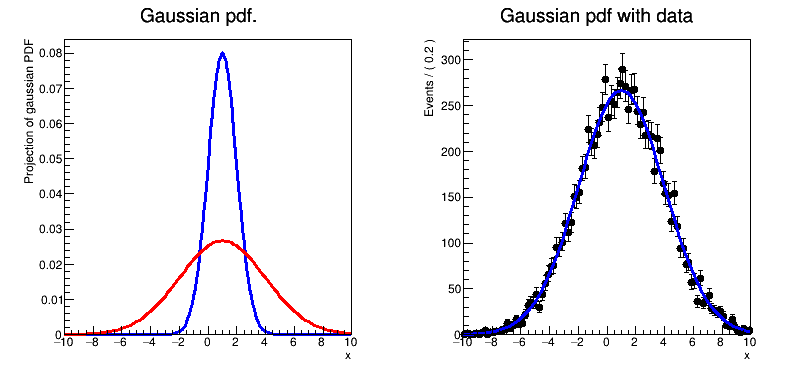 Gaussian pdf.
Projection of gaussian PDF
0.08
0.07
0.06
0.05
0.04
0.03
0.02
0.01
0
−10 −8 −6 −4 −2 0 2 4 6 8 10
x
Gaussian pdf with data
Events / ( 0.2 )
300
250
200
150
100
50
0
−10 −8 −6 −4 −2 0 2 4 6 8 10
x